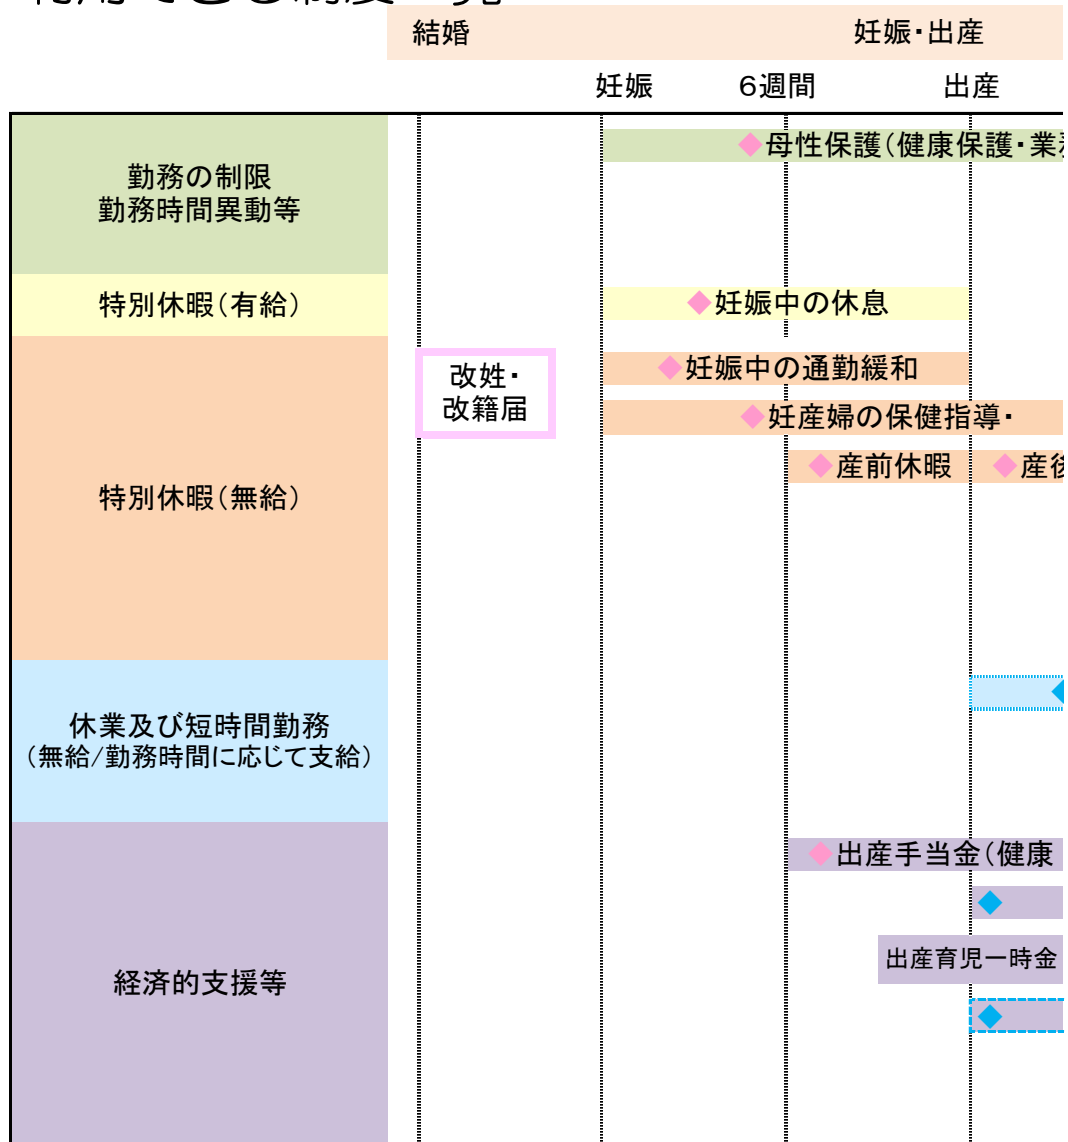 結婚 妊娠・出産
妊娠 6週間 出産
◆母性保護(健康保護・業
勤務の制限
勤務時間異動等
特別休暇(有給)
◆妊娠中の休息
◆妊娠中の通勤緩和
改姓・
改籍届
◆妊産婦の保健指導・
◆産前休暇 ◆産後
特別休暇(無給)
休業及び短時間勤務
(無給/勤務時間に応じて支給)
◆出産手当金(健康
出産育児一時金
経済的支援等